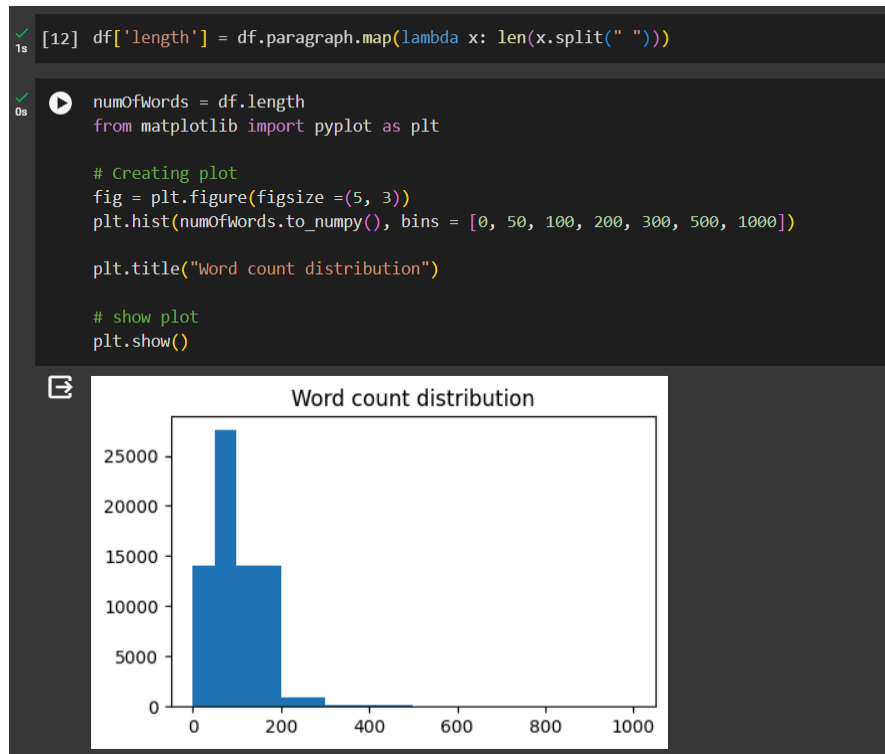 [12] df['length'] = df.paragraph.map(lambda x: len(x.split(" ")))
1s
0s
numOfWords = df.length
from matplotlib import pyplot as plt
# Creating plot
fig = plt.figure(figsize =(5, 3))
plt.hist(numOfWords.to_numpy(), bins = [0, 50, 100, 200, 300, 500, 1000])
plt.title("Word count distribution")
# show plot
plt.show()
Word count distribution
25000
20000
15000
10000
5000
0
0 200 400 600 800 1000